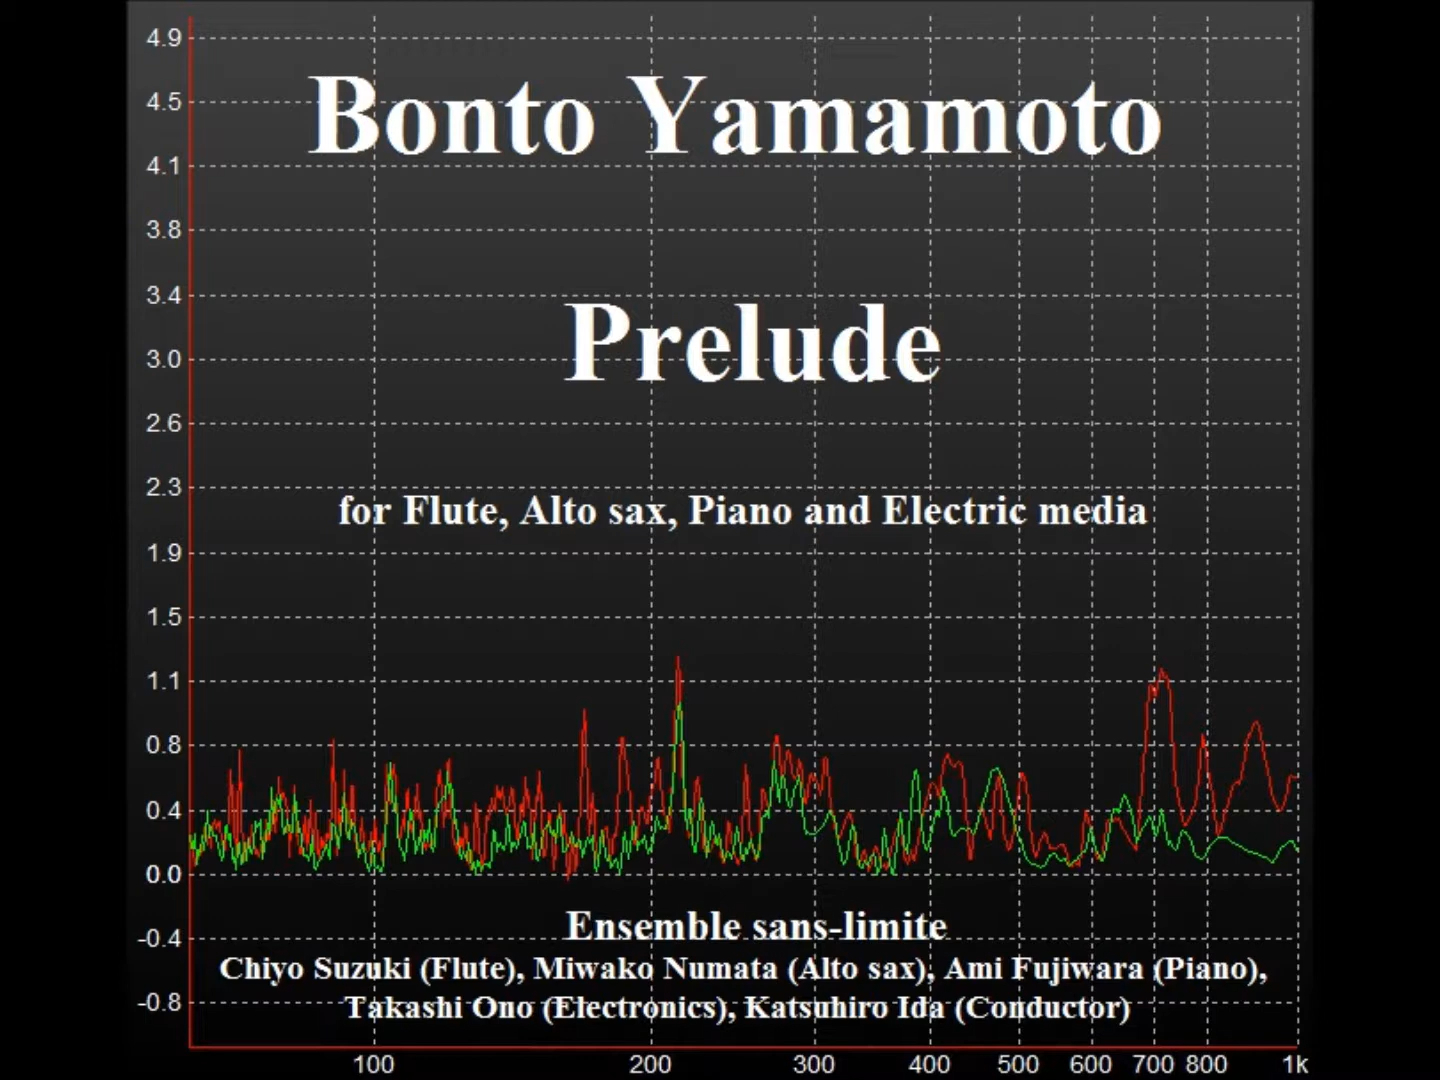 4.9
Bonto Yamamoto
4.5
4.1
3.8
3.4
Prelude
3.0
2.6
2.3
for Flute, Alto sax, Piano and Electric media
1.9
1.5
1.1
0.8
0.4
0.0
Ensemble sans-limite
-0.4
Chiyo Suzuki (Flute), Miwako Numata (Alto sax), Ami Fujiwara (Piano),
-0.8
Takashi Ono (Electronics), Katsuhiro Ida (Conductor)
100 200 300 400 500 600 700 800 1k